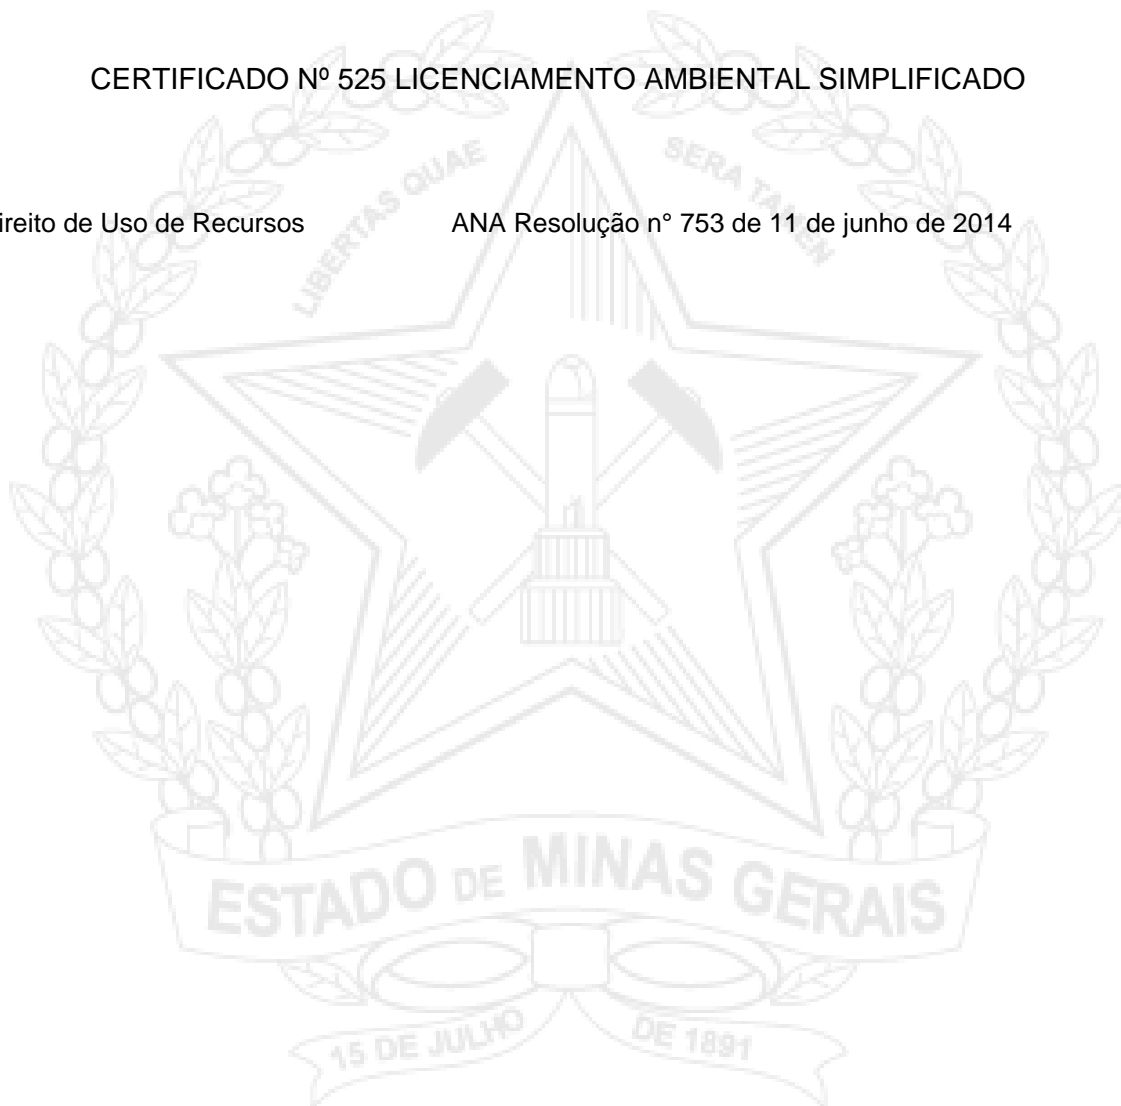 CERTIFICADO Nº 525 LICENCIAMENTO AMBIENTAL SIMPLIFICADO
LIBERTAS QUAE SERA TAMEN
ireito de Uso de Recursos ANA Resolução n° 753 de 11 de junho de 2014
ESTADO DE MINAS GERAIS
15 DE JULHO DE 1891